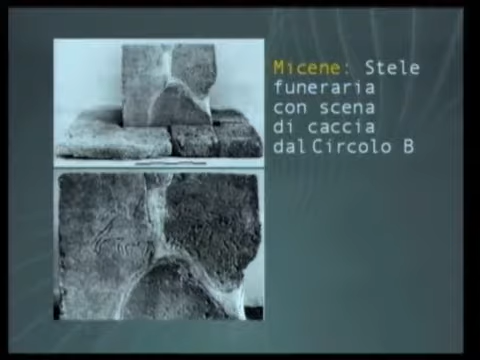 Micene: Stele
funeraria
con scena
di caccia
dal Circolo B